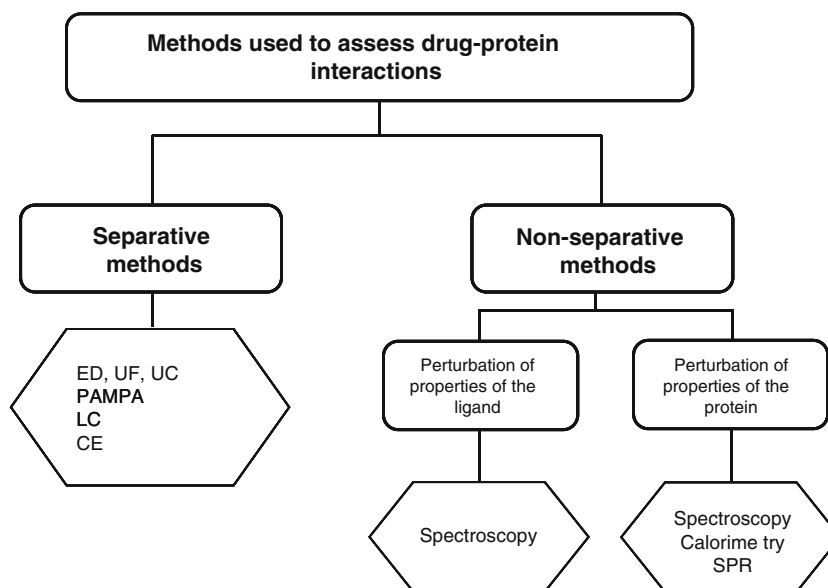 Methods used to assess drug-protein
interactions
Separative
methods
Non-separative
methods
ED, UF, UC
PAMPA
LC
CE
Perturbation of
properties of the
ligand
Perturbation of
properties of the
protein
Spectroscopy
Spectroscopy
Calorime try
SPR